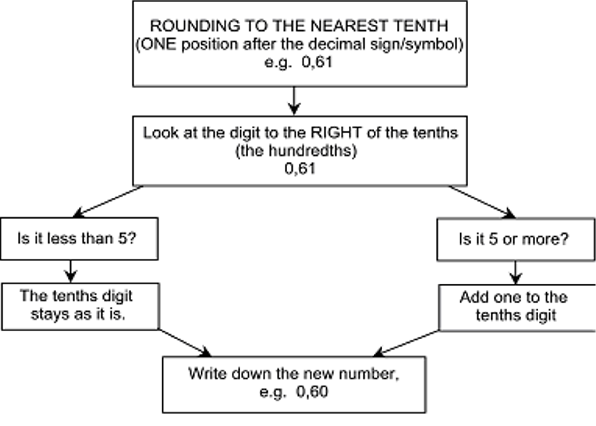 ROUNDING TO THE NEAREST TENTH
(ONE position after the decimal sign/symbol)
e.g. 0,61
Look at the digit to the RIGHT of the tenths
(the hundredths)
0,61
Is it less than 5?
Is it 5 or more?
The tenths digit
stays as it is.
Add one to the
tenths digit
Write down the new number,
e.g. 0,60